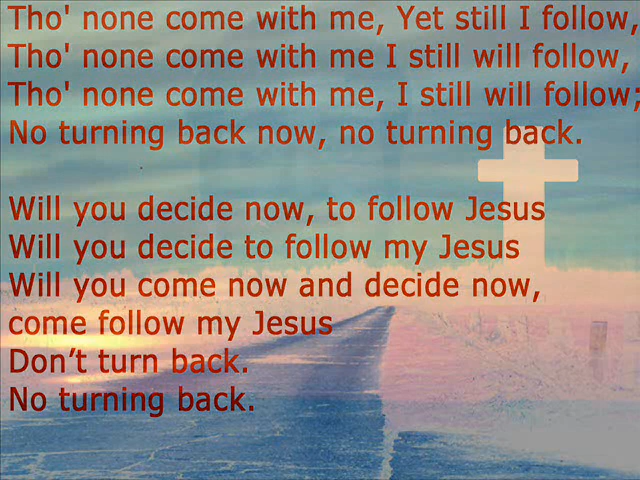 Tho' none come with me, Yet still I follow,
Tho' none come with me I still will follow,
Tho' none come with me, I still will follow;
No turning back now, no turning back.
Will you decide now, to follow Jesus
Will you decide to follow my Jesus
Will you come now and decide now,
come follow my Jesus
Don’t turn back.
No turning back.